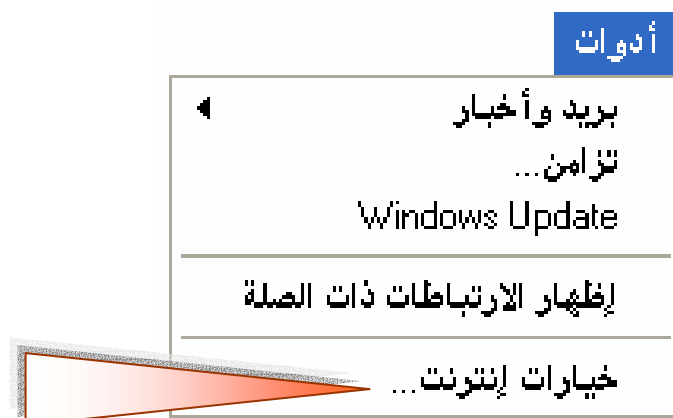 أدوات
بريد وأخبار
تزامن...
Windows Update
إظهار الارتباطات ذات الصلة
خيارات إنترنت...